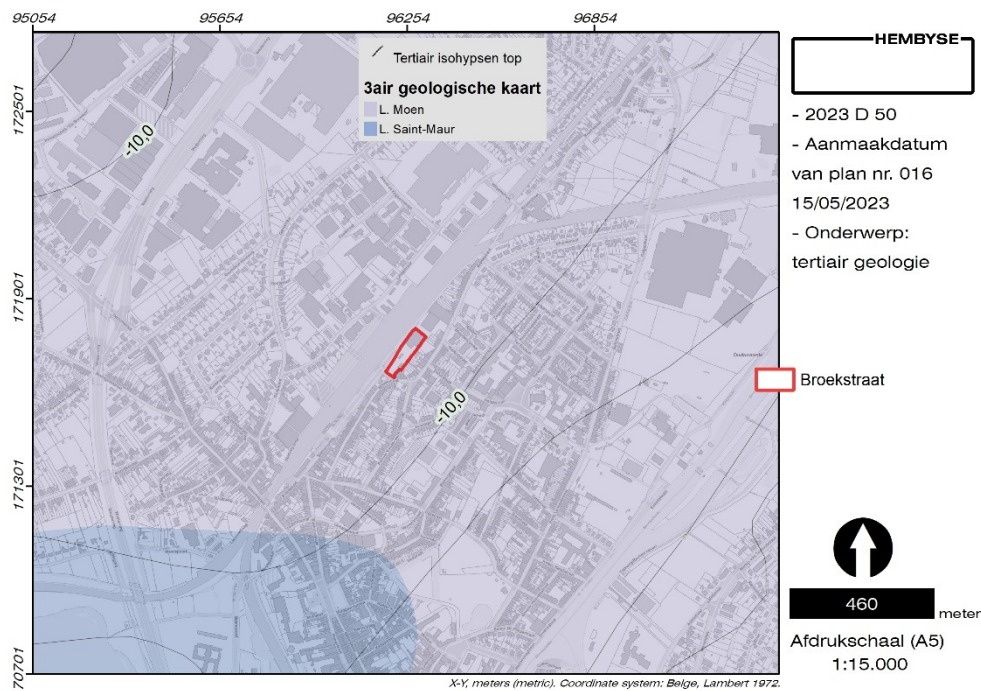 95054
95654
96254
96854
172501
171901
171301
70701
Tertiair isohypsen top
3air geologische kaart
L. Moen
L. Saint-Maur
-10,0
-10,0
HEMBYSE
- 2023 D 50
- Aanmaakdatum
van plan nr. 016
15/05/2023
- Onderwerp:
tertiair geologie
Broekstraat
460
meter
Afdrukschaal (A5)
1:15.000
X-Y, meters (metric). Coordinate system: Belge, Lambert 1972.